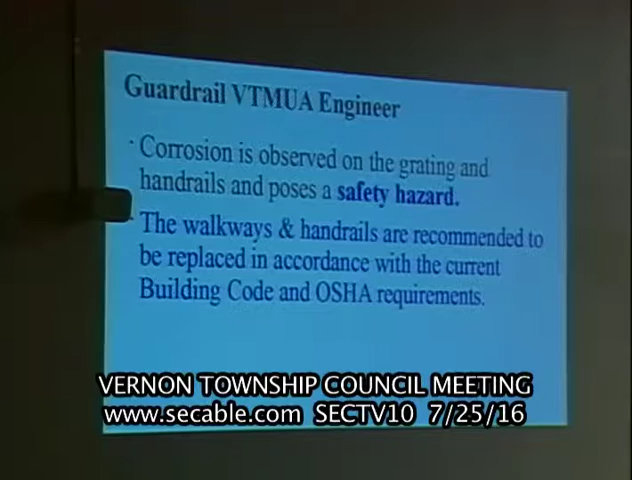 Guardrail VTMUA Engineer
· Corrosion is observed on the grating and
handrails and poses a safety hazard.
· The walkways & handrails are recommended to
be replaced in accordance with the current
Building Code and OSHA requirements.
VERNON TOWNSHIP COUNCIL MEETING
www.secable.com SECTV10 7/25/16